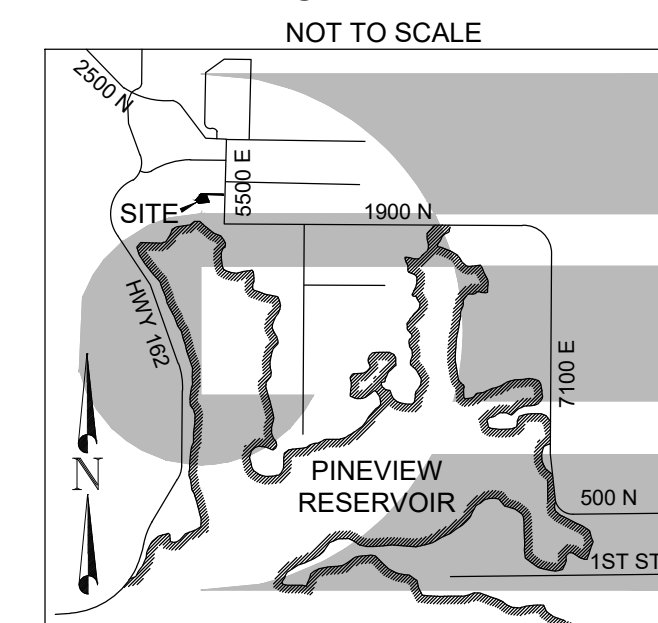 NOT TO SCALE
2500 N
5500 E
SITE
1900 N
HWY 162
7100 E
N
PINEVIEW
RESERVOIR
500 N
1ST ST